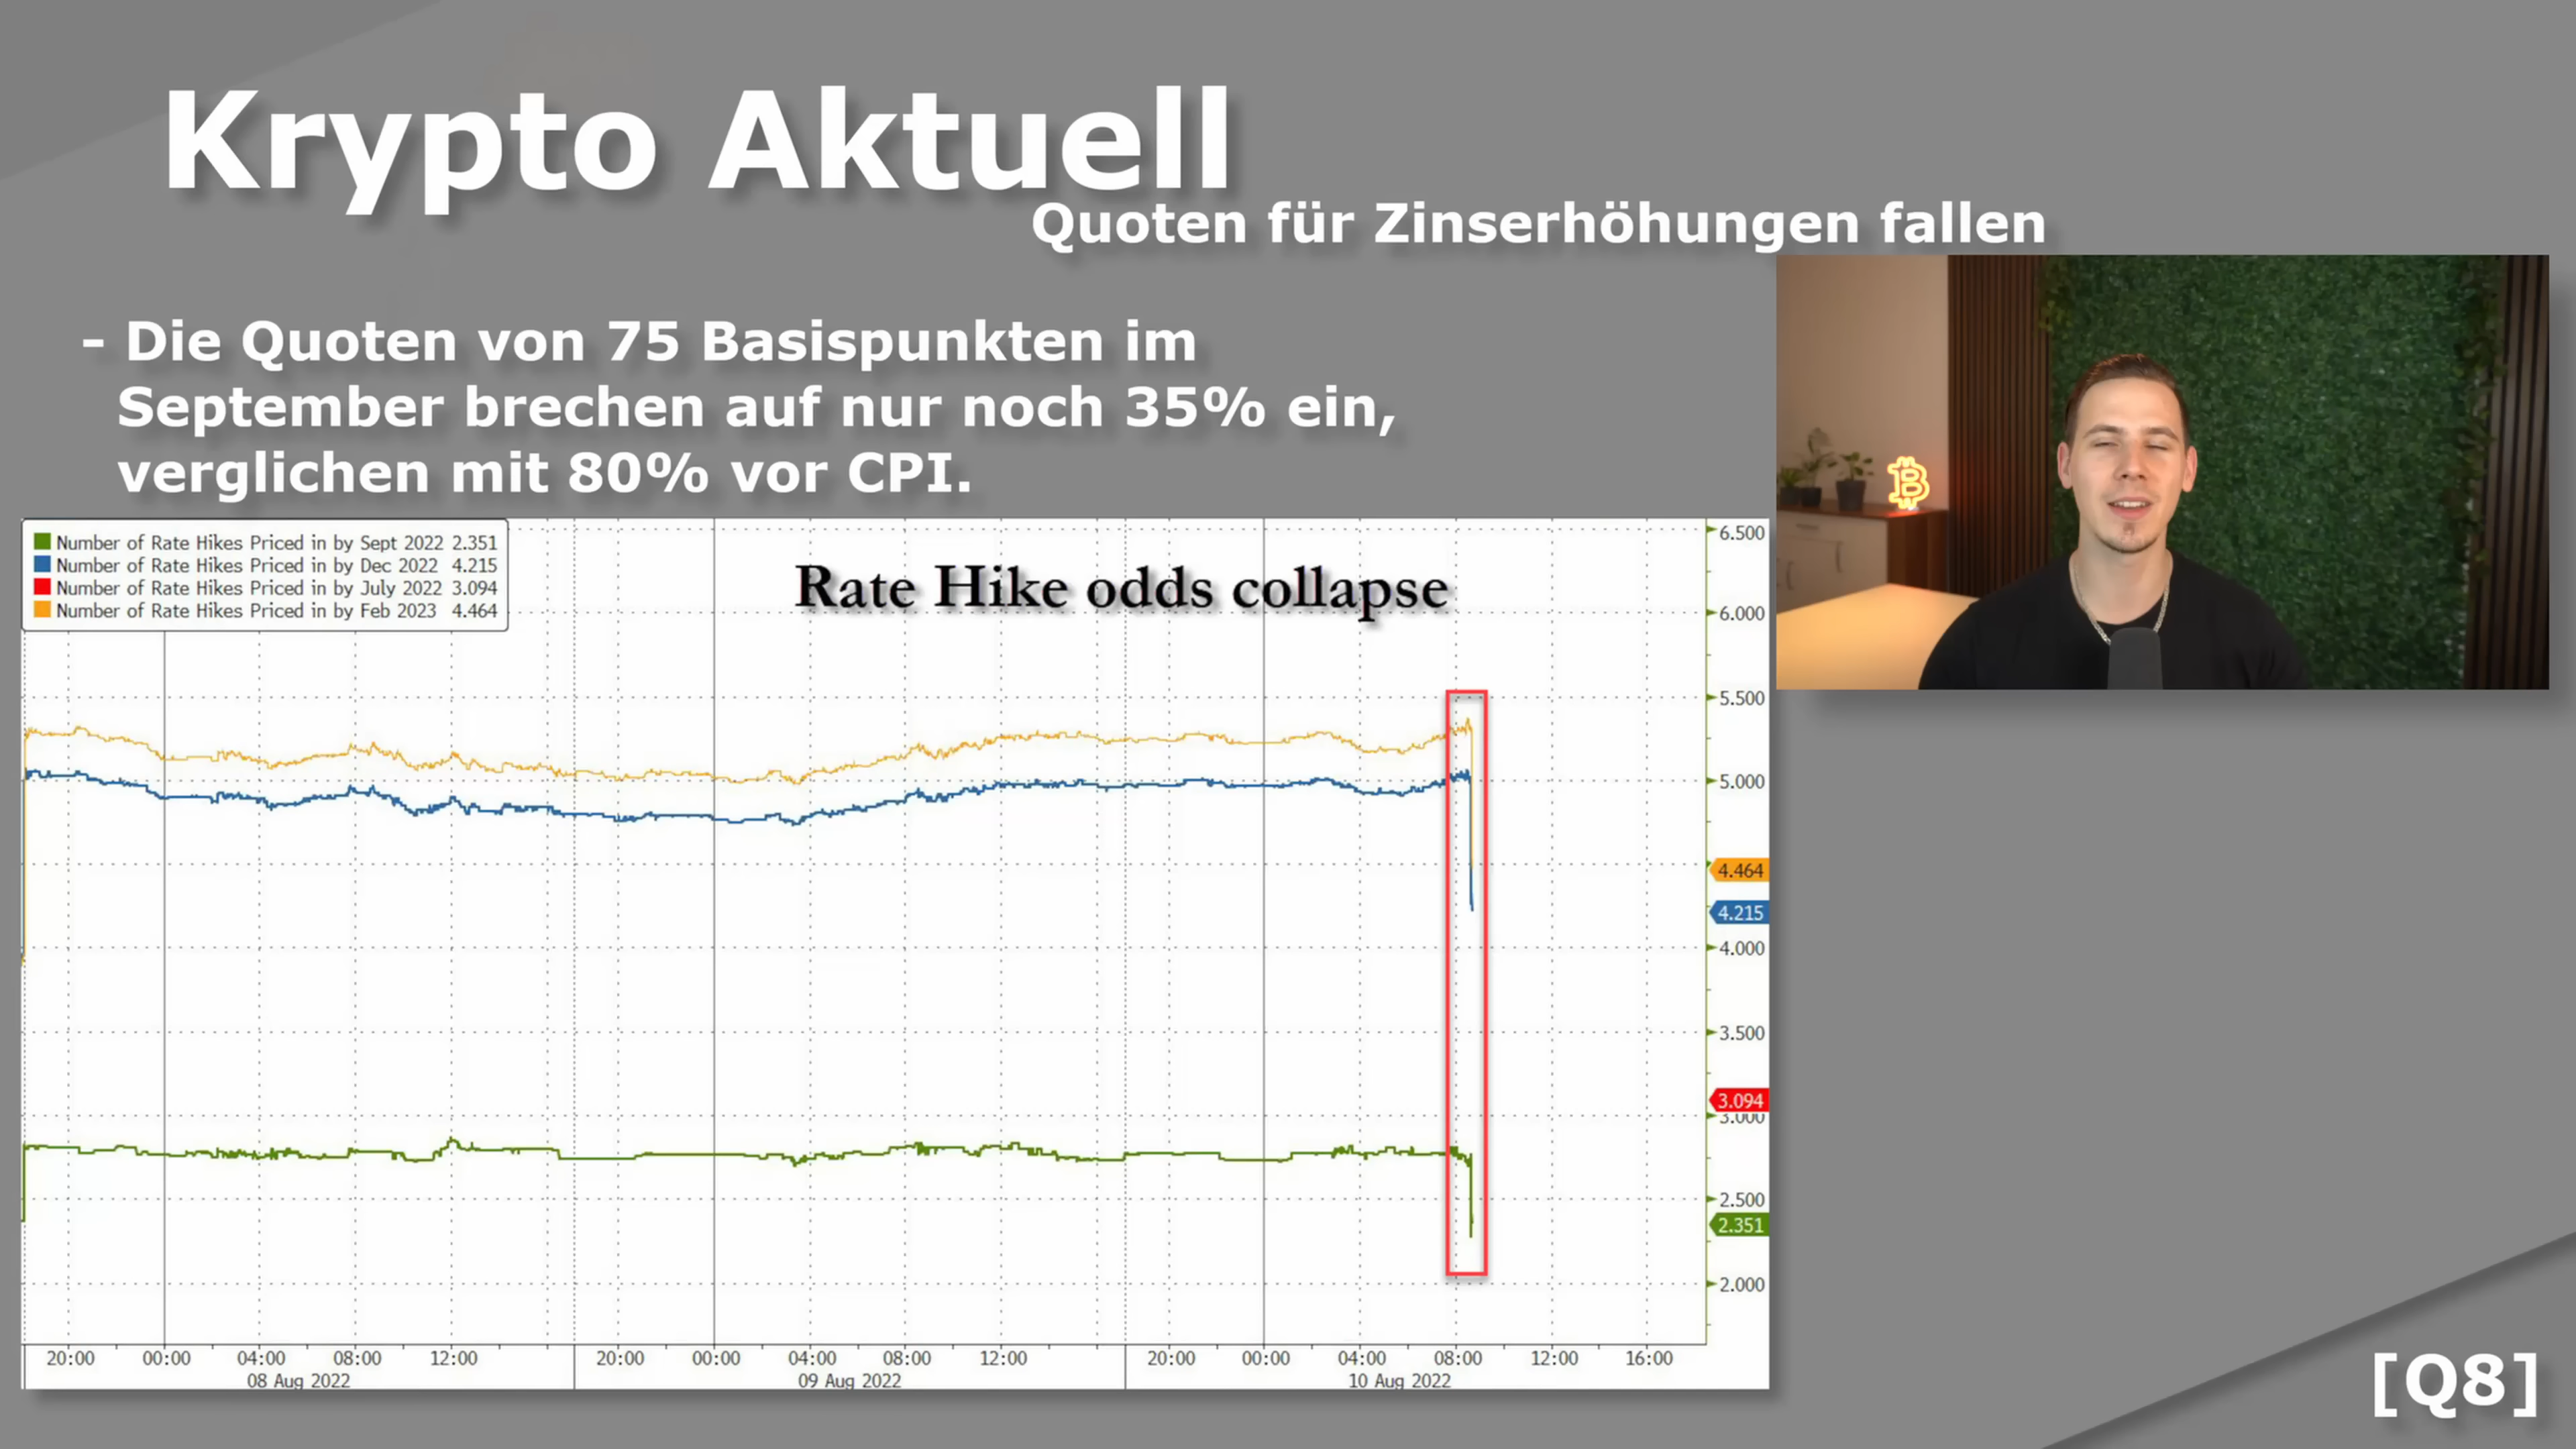 Krypto Aktuell
Quoten für Zinserhöhungen fallen
- Die Quoten von 75 Basispunkten im
September brechen auf nur noch 35% ein,
verglichen mit 80% vor CPI.
Number of Rate Hikes Priced in by Sept 2022 2.351
Number of Rate Hikes Priced in by Dec 2022 4.215
Number of Rate Hikes Priced in by July 2022 3.094
Number of Rate Hikes Priced in by Feb 2023 4.464
Rate Hike odds collapse
6.500
6.000
5.500
5.000
4.464
4.215
4.000
3.500
3.094
3.000
2.500
2.351
2.000
20:00 00:00 04:00 08:00 12:00 20:00 00:00 04:00 08:00 12:00 20:00 00:00 04:00 08:00 12:00 16:00
08 Aug 2022 09 Aug 2022 10 Aug 2022
[Q8]